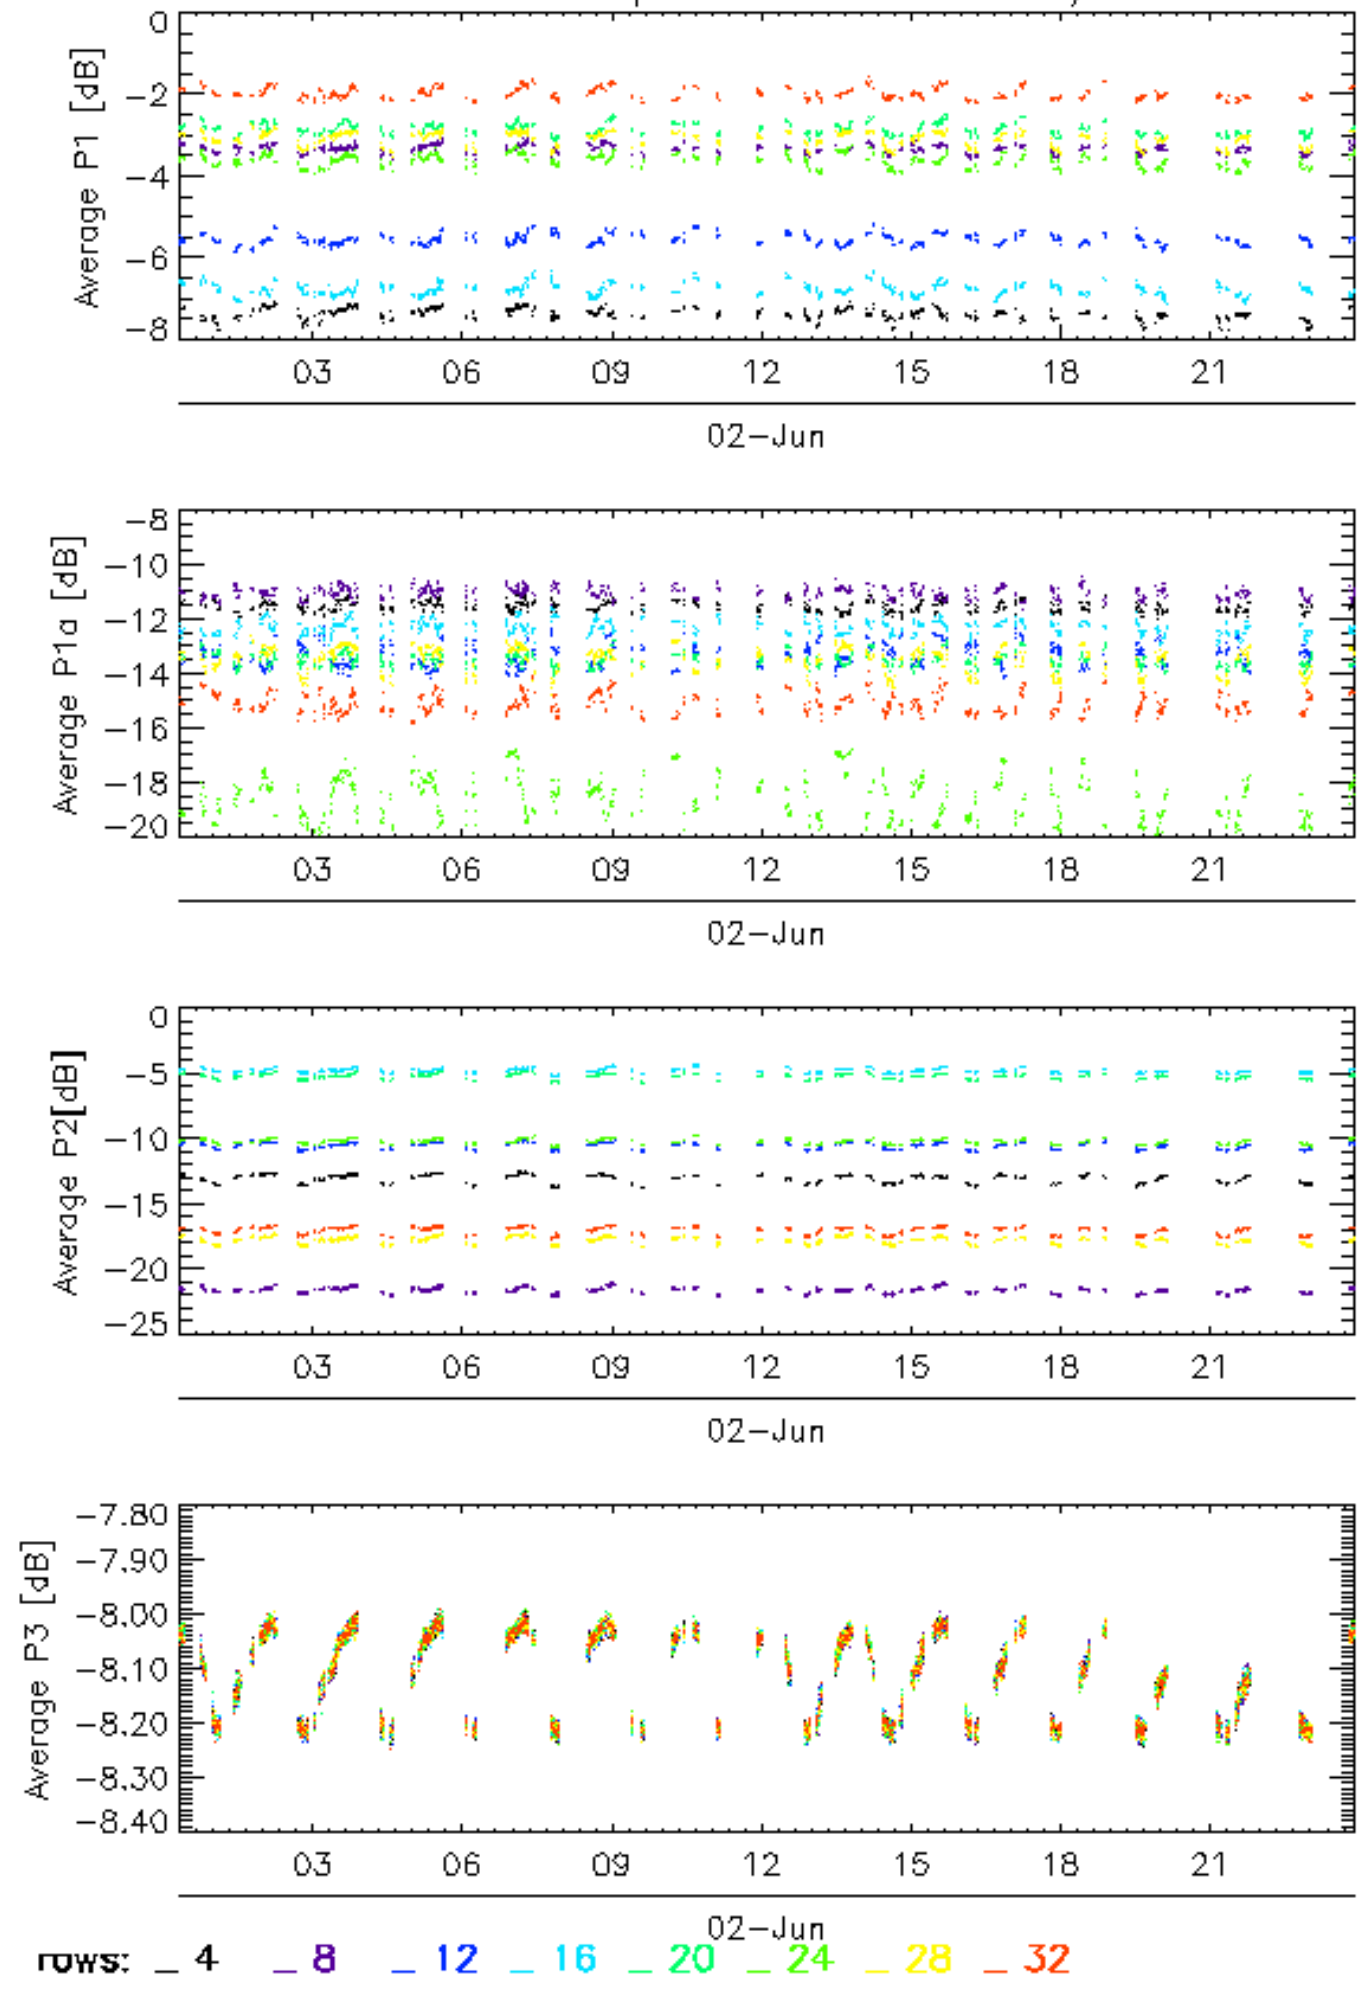 0
-2
-4
-6
-8
Average P1 [dB]
03 06 09 12 15 18 21
02-Jun
-8
-10
-12
-14
-16
-18
-20
Average P1a [dB]
03 06 09 12 15 18 21
02-Jun
0
-5
-10
-15
-20
-25
Average P2[dB]
03 06 09 12 15 18 21
02-Jun
-7.80
-7.90
-8.00
-8.10
-8.20
-8.30
-8.40
Average P3 [dB]
03 06 09 12 15 18 21
02-Jun
rows: _ 4 _ 8 _ 12 _ 16 _ 20 _ 24 _ 28 _ 32